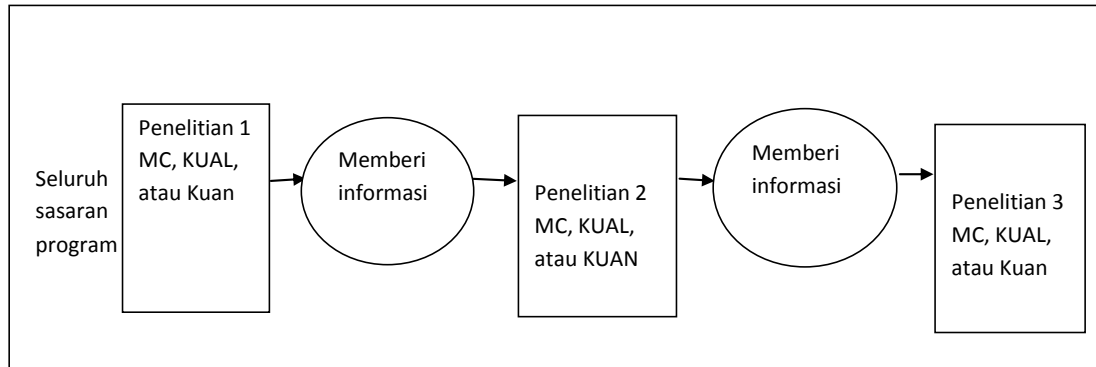 Seluruh
sasaran
program
Penelitian 1
MC, KUAL,
atau Kuan
Memberi
informasi
Penelitian 2
MC, KUAL,
atau KUAN
Memberi
informasi
Penelitian 3
MC, KUAL,
atau Kuan